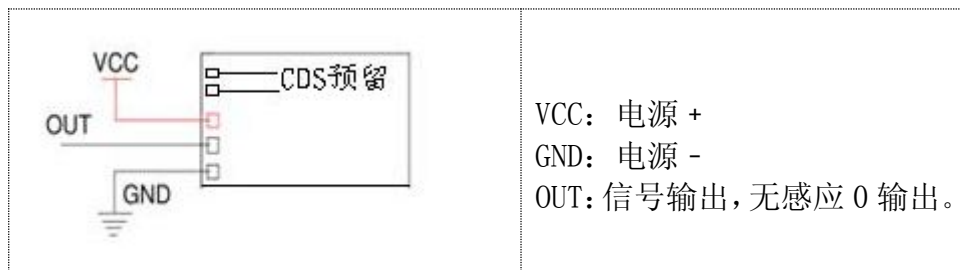 VCC
CDS预留
OUT
GND
VCC: 电源 +
GND: 电源 -
OUT:信号输出，无感应 0 输出。